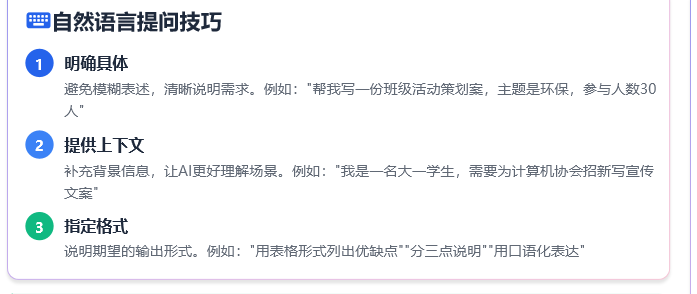 自然语言提问技巧
1 明确具体
避免模糊表述，清晰说明需求。例如："帮我写一份班级活动策划案，主题是环保，参与人数30
人"
2 提供上下文
补充背景信息，让AI更好理解场景。例如："我是一名大一学生，需要为计算机协会招新写宣传
文案"
3 指定格式
说明期望的输出形式。例如："用表格形式列出优缺点""分三点说明""用口语化表达"